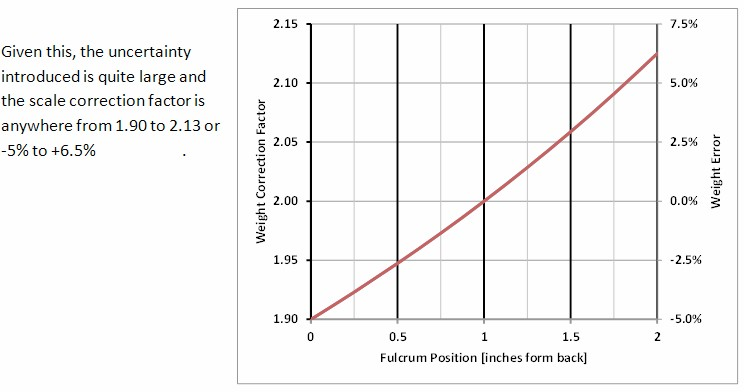 Given this, the uncertainty
introduced is quite large and
the scale correction factor is
anywhere from 1.90 to 2.13 or
-5% to +6.5% .
Weight Correction Factor
2.15
2.10
2.05
2.00
1.95
1.90
7.5%
5.0%
2.5%
0.0%
-2.5%
-5.0%
Weight Error
0 0.5 1 1.5 2
Fulcrum Position [inches form back]